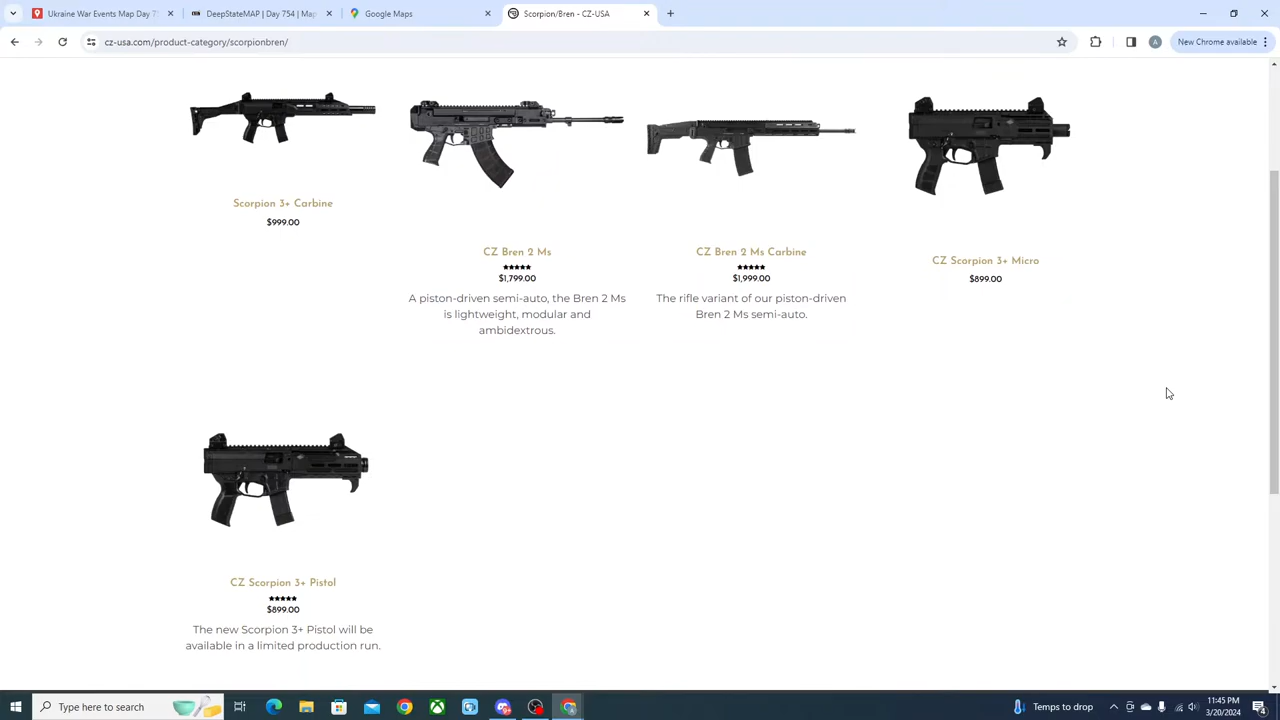 Ukraine War Events Map Day 7
DeepStateMAP | Day 754 | Map
Google Maps
Scorpion/Bren - CZ-USA
cz-usa.com/product-category/scorpionbren/
A
New Chrome available
Scorpion 3+ Carbine
$999.00
CZ Bren 2 Ms
$1,799.00
A piston-driven semi-auto, the Bren 2 Ms
is lightweight, modular and
ambidextrous.
CZ Bren 2 Ms Carbine
$1,999.00
The rifle variant of our piston-driven
Bren 2 Ms semi-auto.
CZ Scorpion 3+ Micro
$899.00
CZ Scorpion 3+ Pistol
$899.00
The new Scorpion 3+ Pistol will be
available in a limited production run.
Type here to search
Temps to drop
11:45 PM
3/20/2024